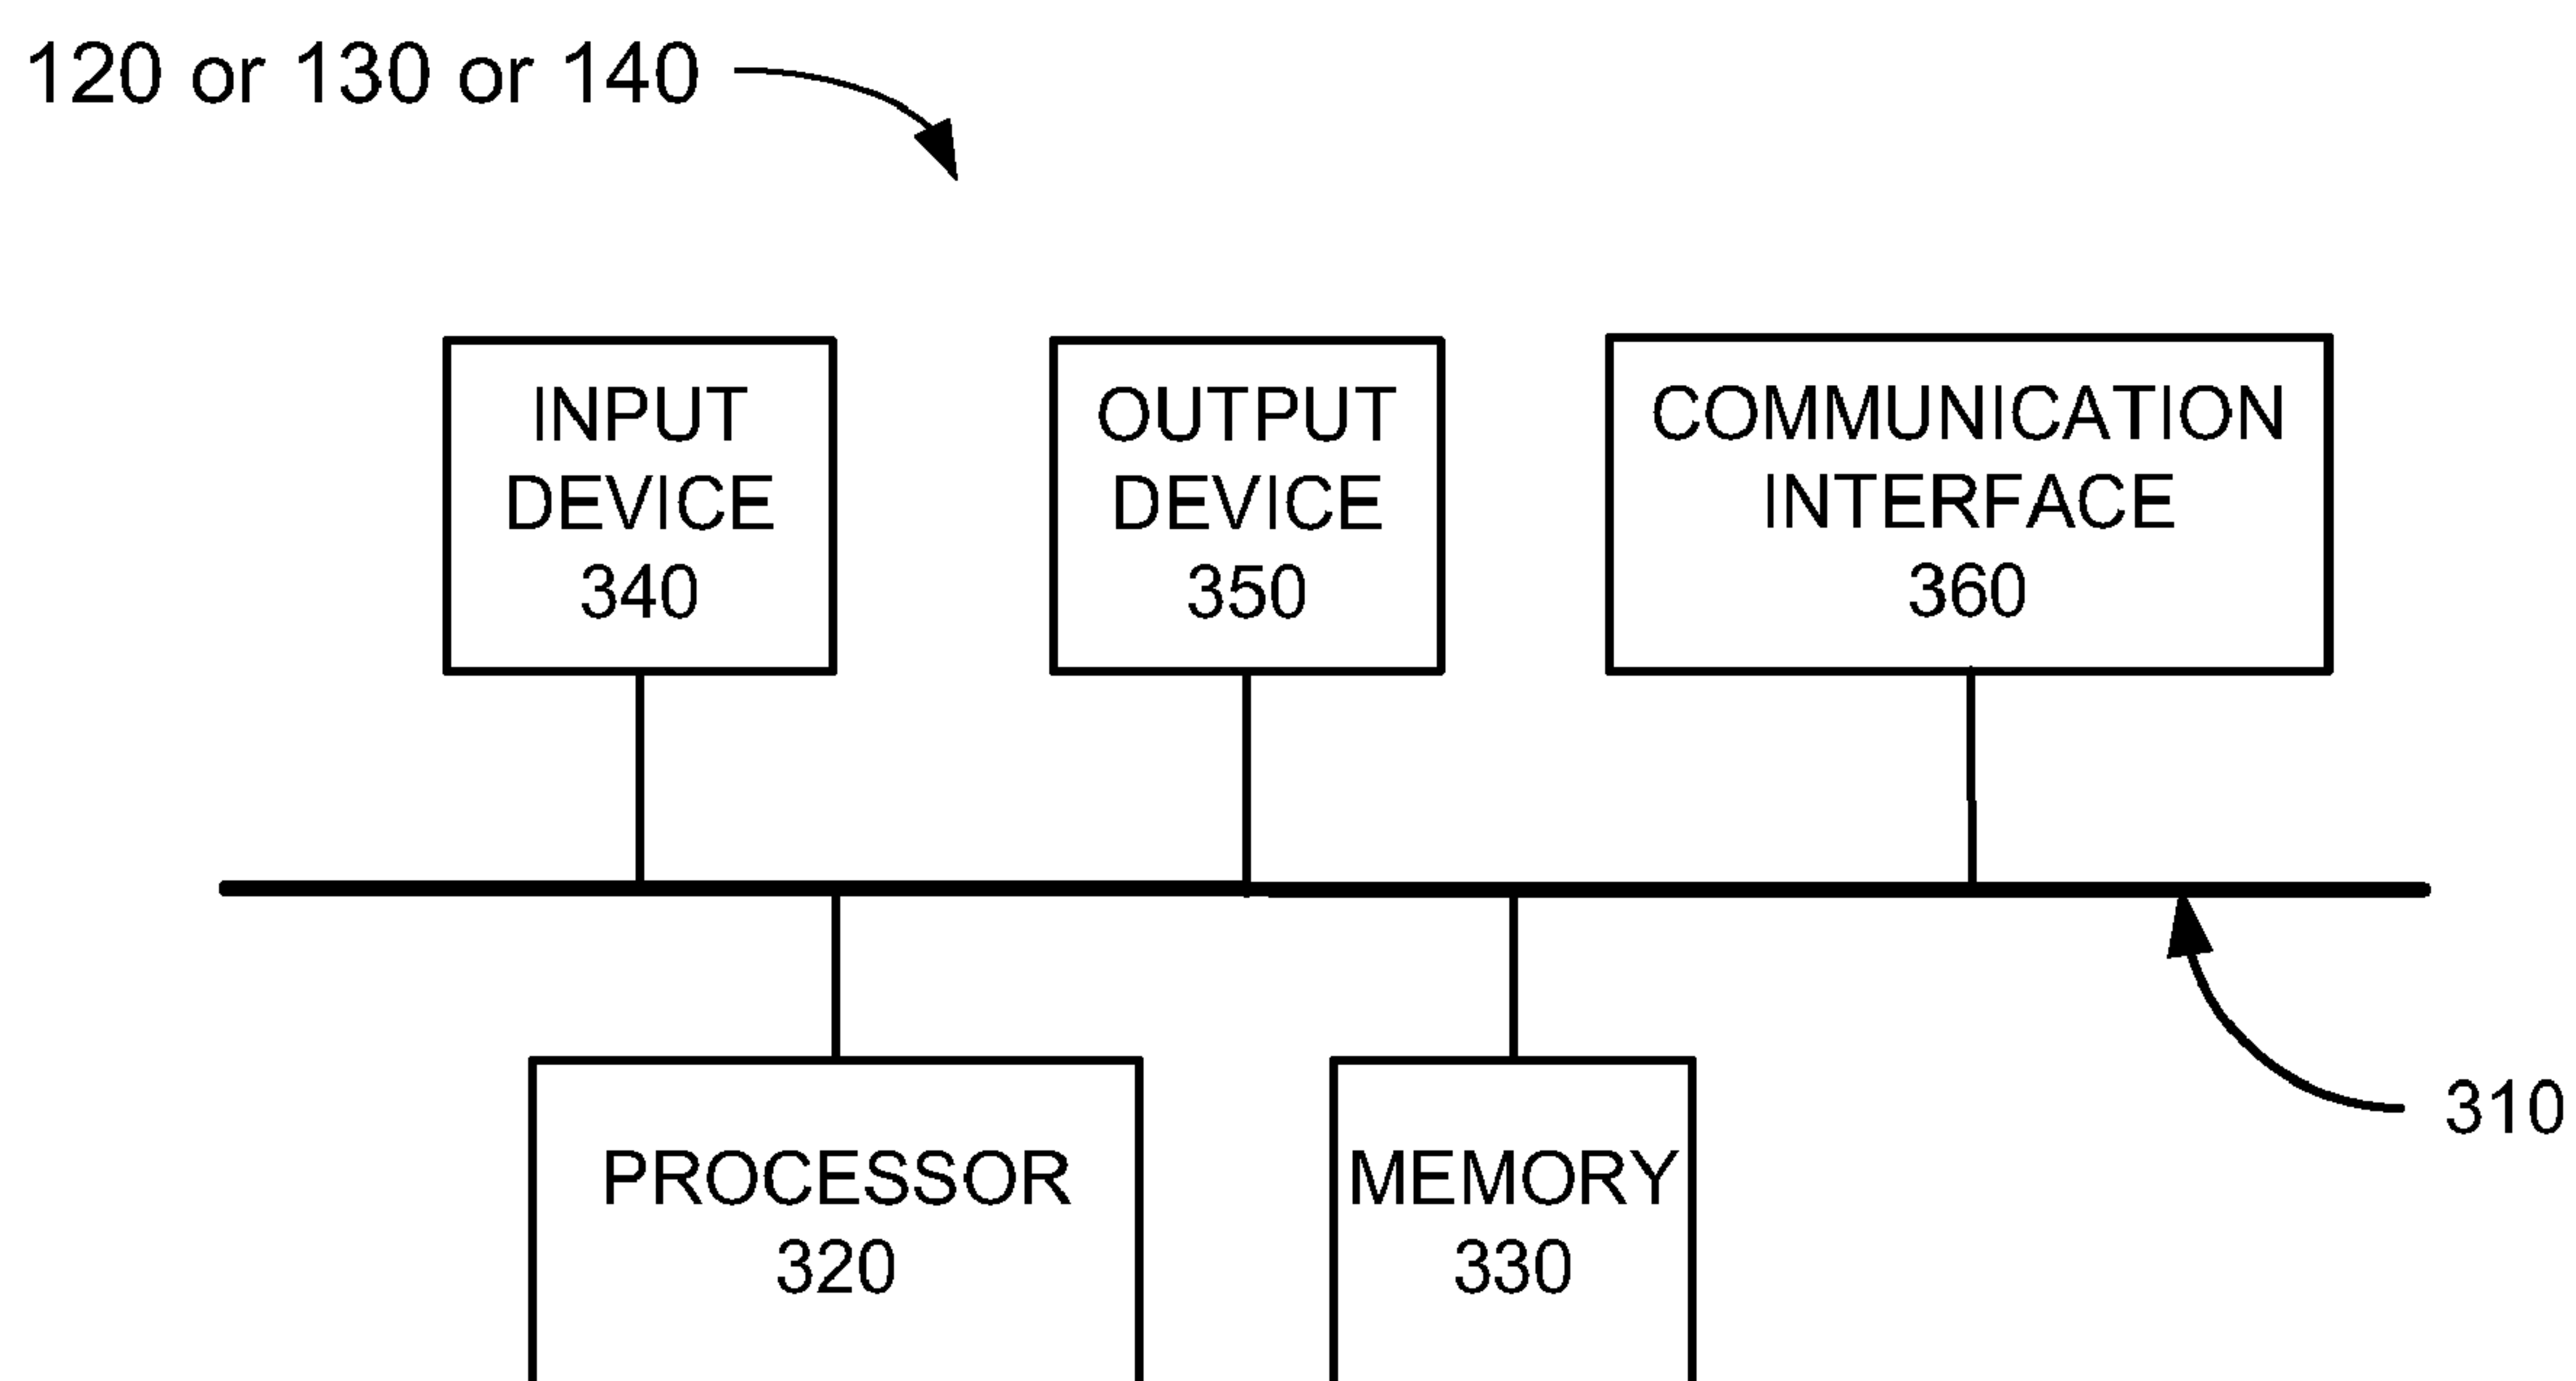 120 or 130 or 140
INPUT
DEVICE
340
OUTPUT
DEVICE
350
COMMUNICATION
INTERFACE
360
PROCESSOR
320
MEMORY
330
310